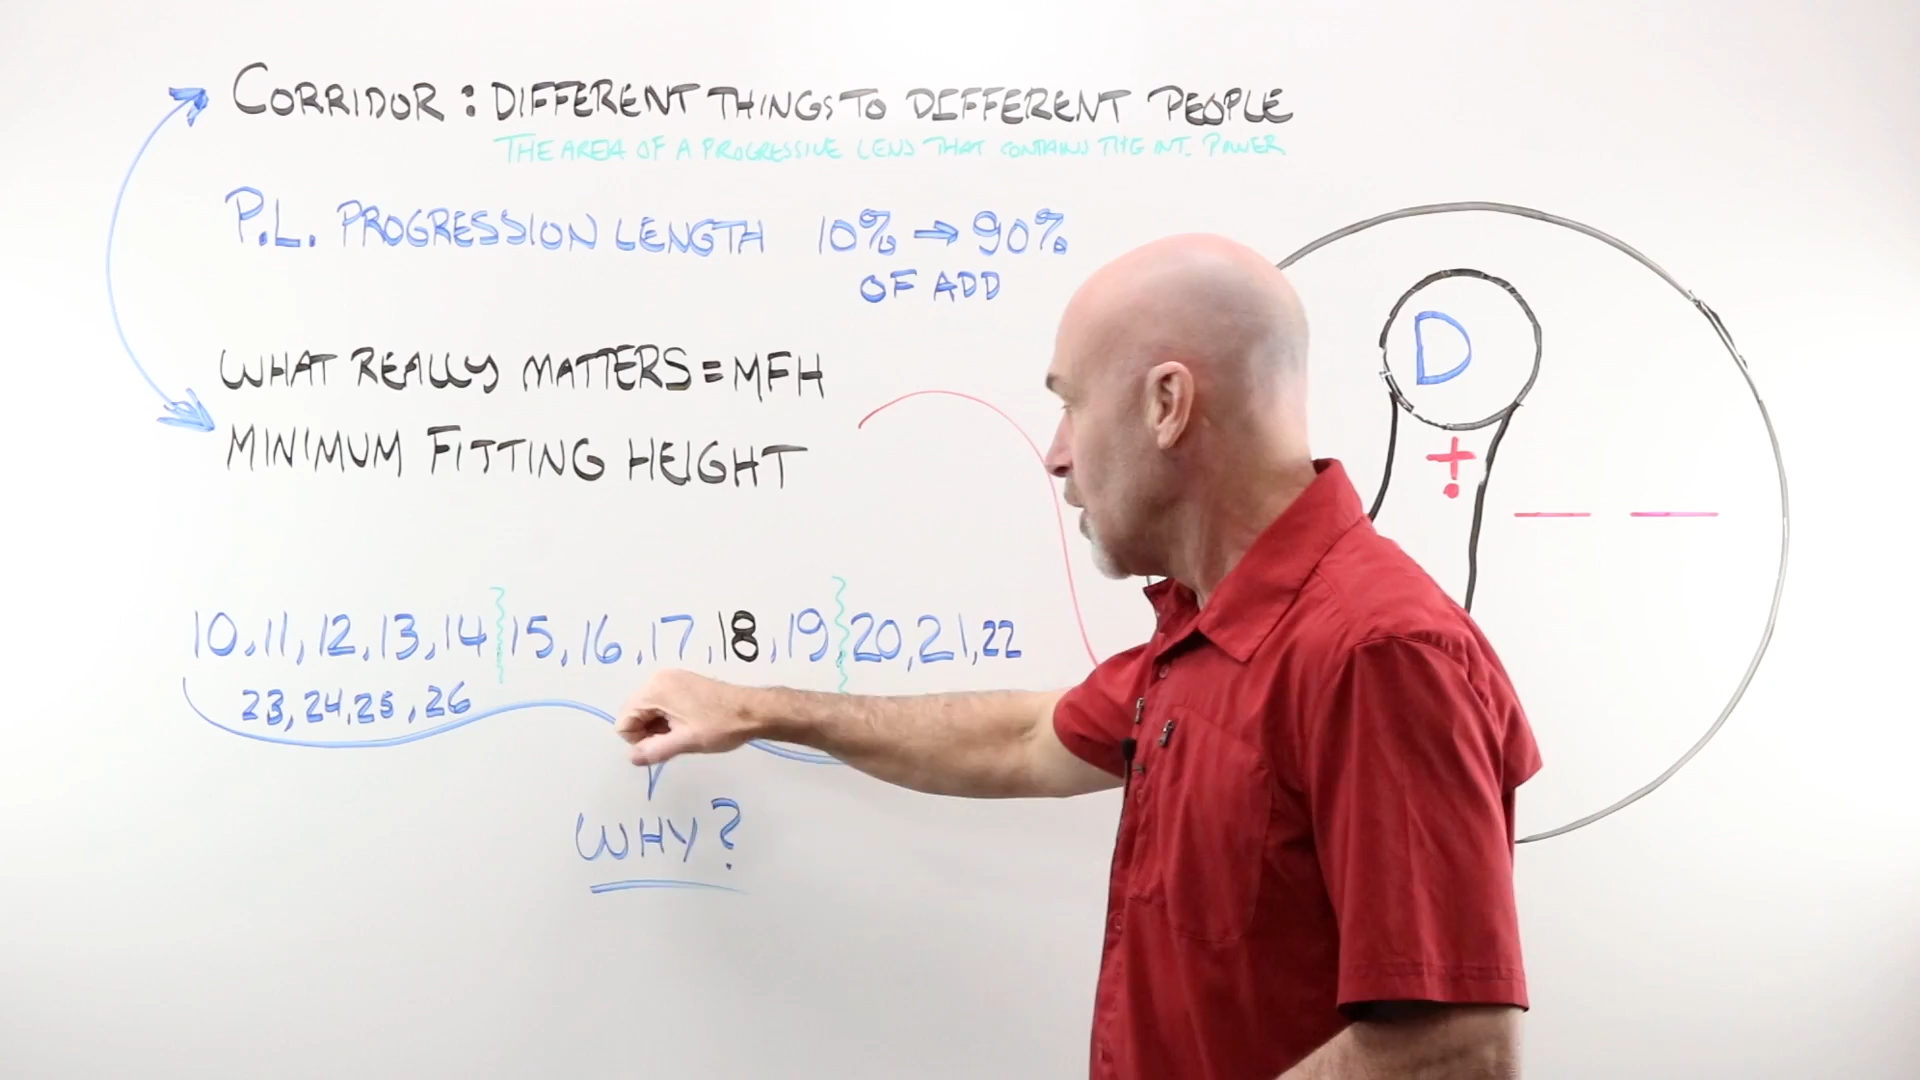 CORRIDOR: DIFFERENT THINGS TO DIFFERENT PEOPLE
THE AREA OF A PROGRESSIVE LENS THAT CONTAINS THE INT. POWER
P.L. PROGRESSION LENGTH 10% → 90%
OF ADD
WHAT REALLY MATTERS = MFH
MINIMUM FITTING HEIGHT
D
+
10, 11, 12, 13, 14 15, 16, 17, 18, 19 20, 21, 22
23, 24, 25, 26
WHY?